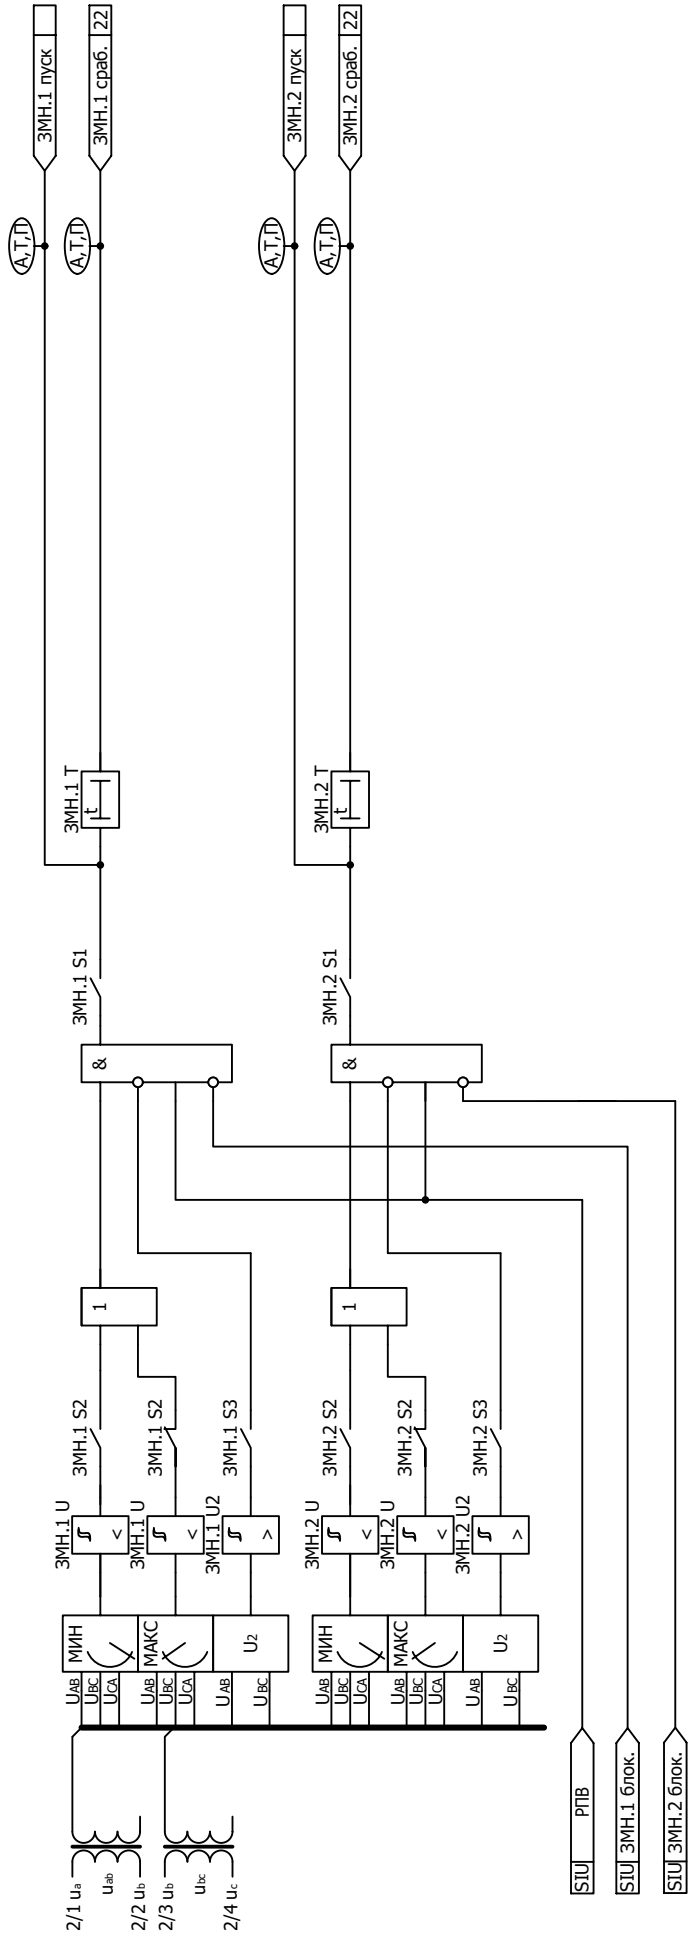 2/1 ua
uab
2/2 ub
2/3 ub
ubc
2/4 uc
UAB
UBC
UCA
МИН
UAB
UBC
UCA
МАКС
UAB
UBC
U2
ЗМН.1 U
<
ЗМН.1 U
<
ЗМН.1 U2
>
ЗМН.1 S2
ЗМН.1 S2
ЗМН.1 S3
1
&
ЗМН.1 S1
ЗМН.1 T
t
А,Т,П
А,Т,П
ЗМН.1 пуск
ЗМН.1 сраб. 22
UAB
UBC
UCA
МИН
UAB
UBC
UCA
МАКС
UAB
UBC
U2
ЗМН.2 U
<
ЗМН.2 U
<
ЗМН.2 U2
>
ЗМН.2 S2
ЗМН.2 S2
ЗМН.2 S3
1
&
ЗМН.2 S1
ЗМН.2 T
t
А,Т,П
А,Т,П
ЗМН.2 пуск
ЗМН.2 сраб. 22
SIU РПВ
SIU ЗМН.1 блок.
SIU ЗМН.2 блок.